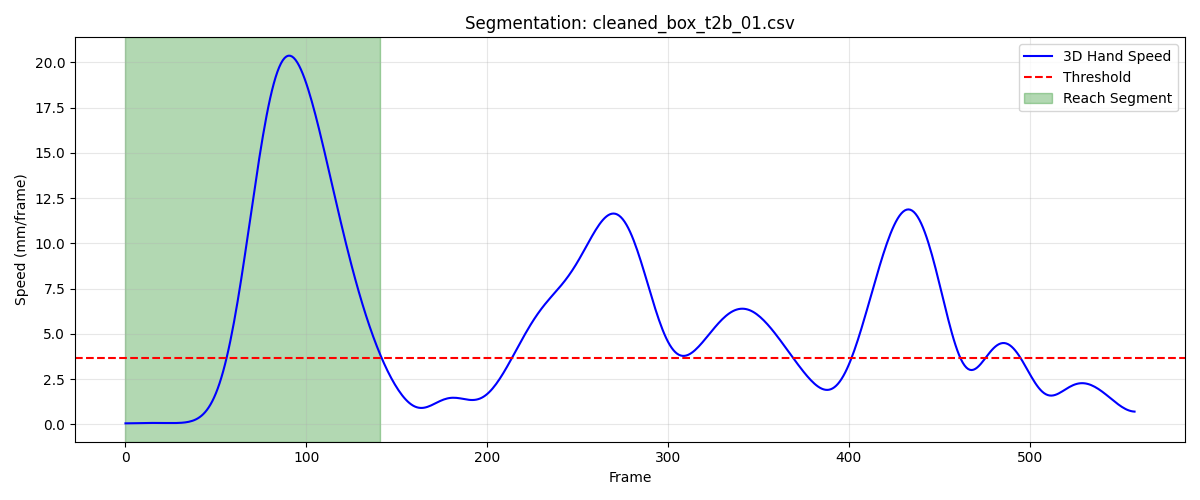 Segmentation: cleaned_box_t2b_01.csv
3D Hand Speed
Threshold
Reach Segment
Speed (mm/frame)
20.0
17.5
15.0
12.5
10.0
7.5
5.0
2.5
0.0
0 100 200 300 400 500
Frame